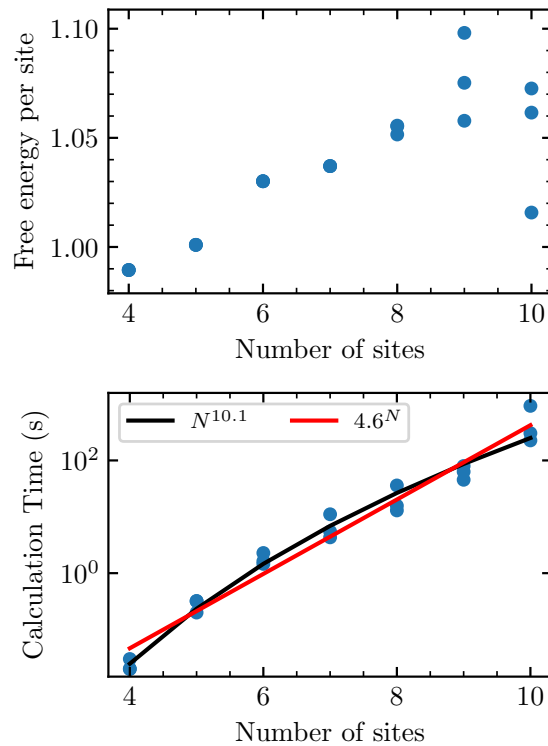 1.10
1.05
1.00
Free energy per site
4 6 8 10
Number of sites
N^{10.1} 4.6^N
10^2
10^0
Calculation Time (s)
4 6 8 10
Number of sites